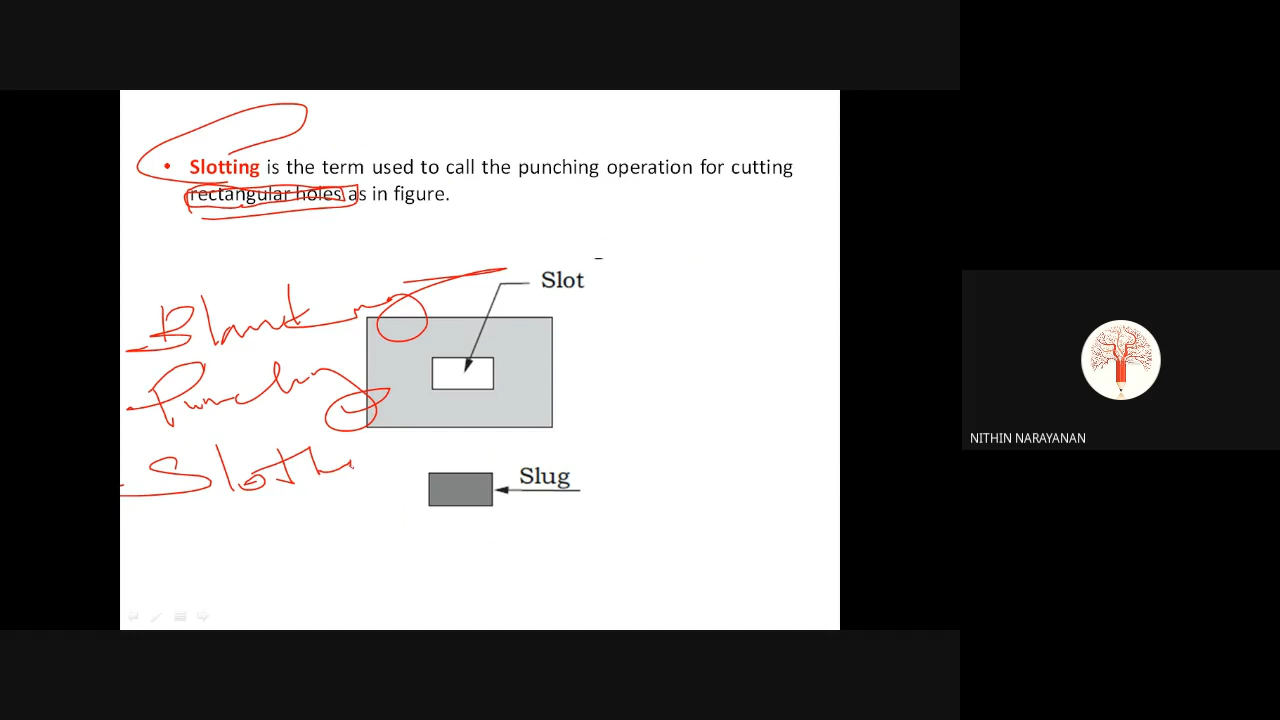 • Slotting is the term used to call the punching operation for cutting
rectangular holes as in figure.
Slot
Blanking
Punching
Slotti
Slug
NITHIN NARAYANAN